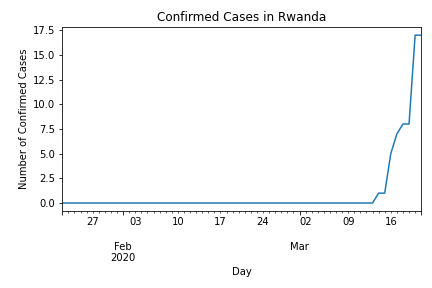 Confirmed Cases in Rwanda
17.5
15.0
12.5
10.0
7.5
5.0
2.5
0.0
Number of Confirmed Cases
27 03 10 17 24 02 09 16
Feb Mar
2020
Day